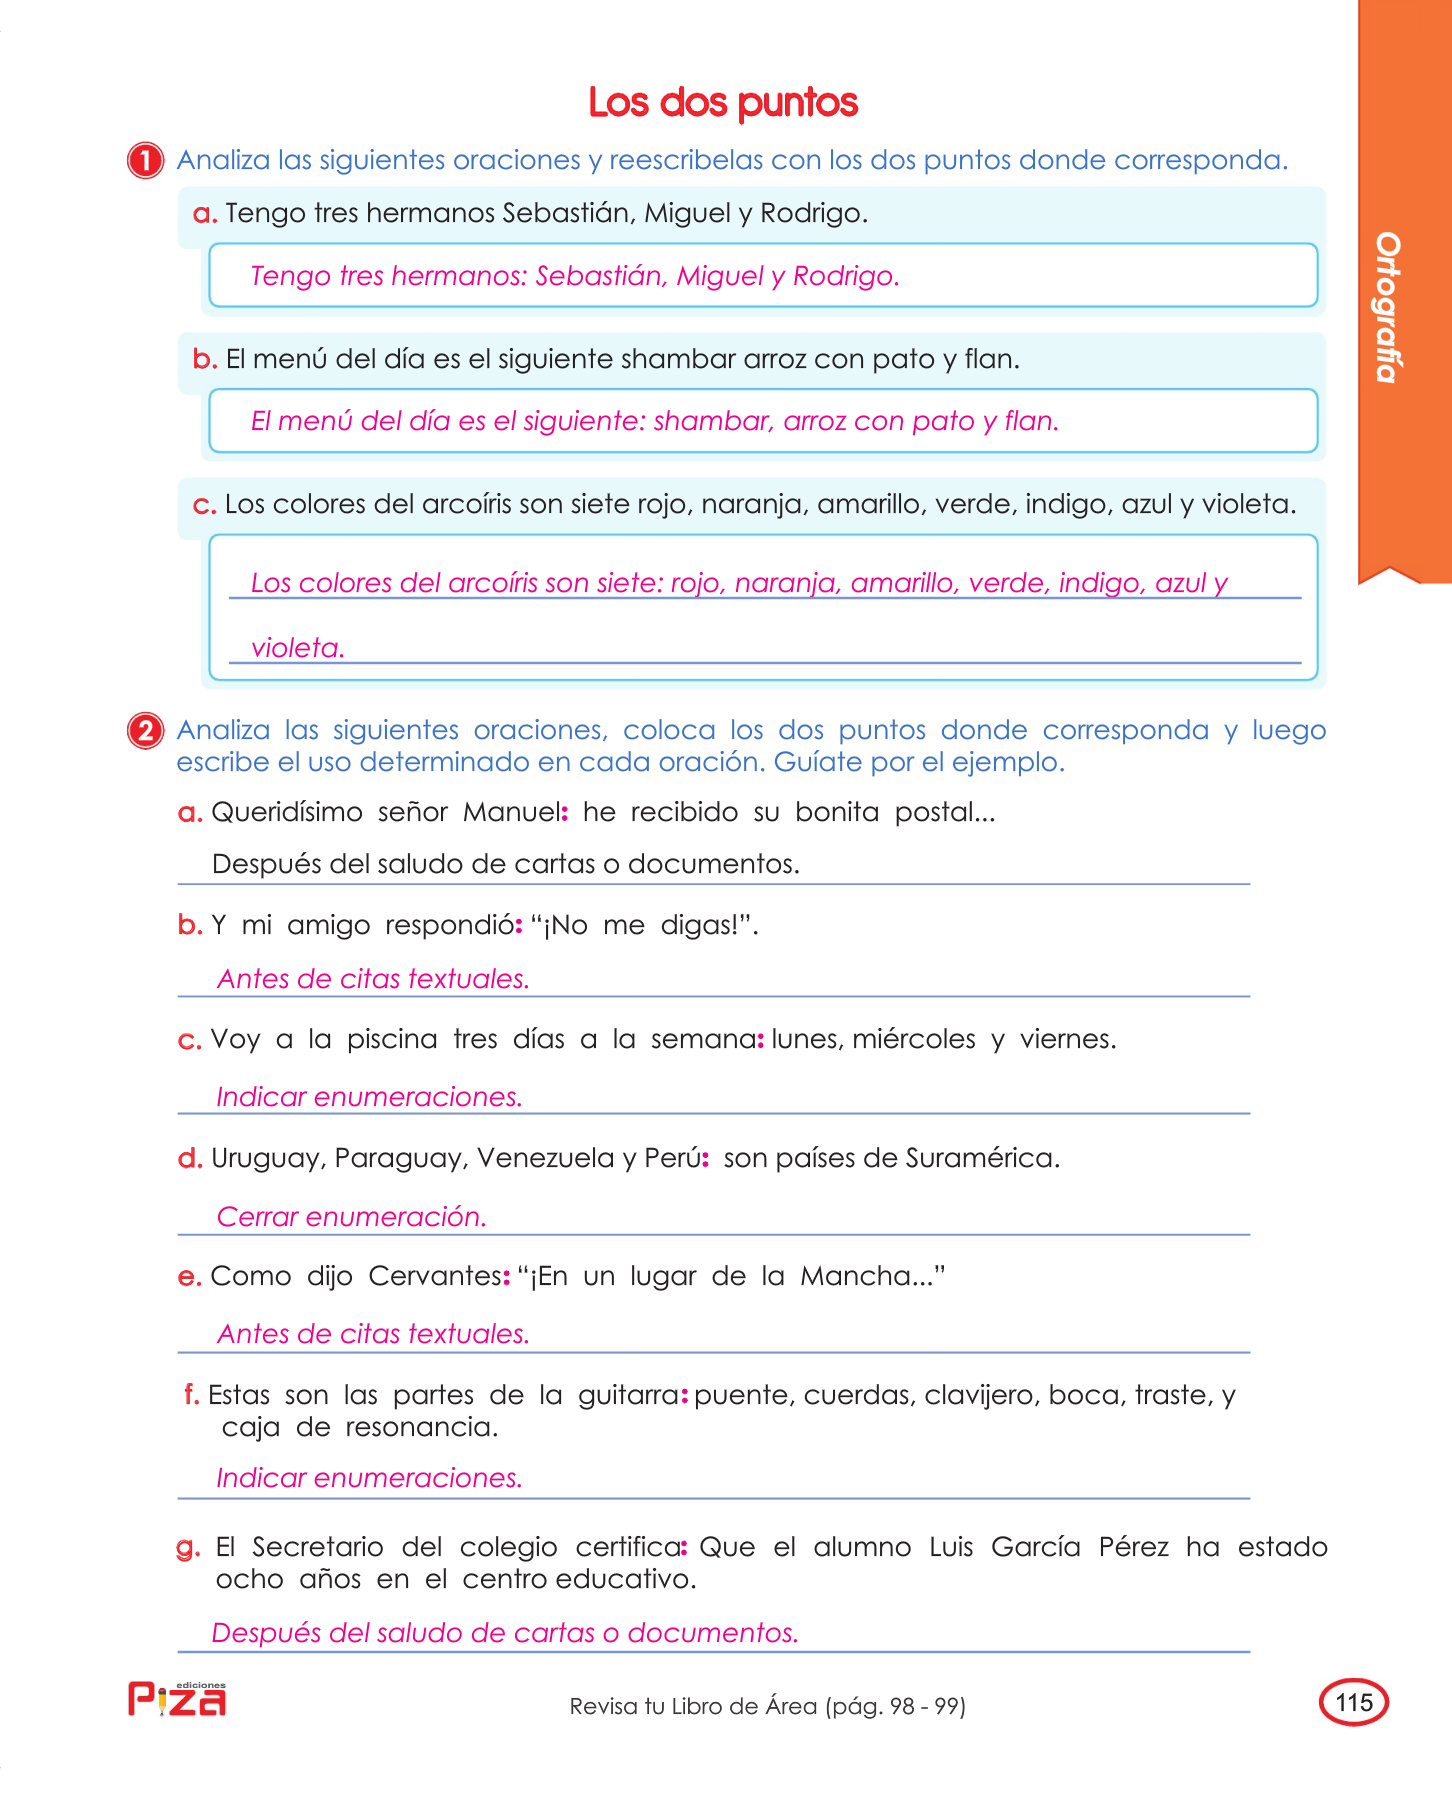 Los dos puntos
Ortografía
1 Analiza las siguientes oraciones y reescribelas con los dos puntos donde corresponda.
a. Tengo tres hermanos Sebastián, Miguel y Rodrigo.
Tengo tres hermanos: Sebastián, Miguel y Rodrigo.
b. El menú del día es el siguiente shambar arroz con pato y flan.
El menú del día es el siguiente: shambar, arroz con pato y flan.
c. Los colores del arcoíris son siete rojo, naranja, amarillo, verde, indigo, azul y violeta.
Los colores del arcoíris son siete: rojo, naranja, amarillo, verde, indigo, azul y
violeta.
2 Analiza las siguientes oraciones, coloca los dos puntos donde corresponda y luego
escribe el uso determinado en cada oración. Guíate por el ejemplo.
a. Queridísimo señor Manuel: he recibido su bonita postal...
Después del saludo de cartas o documentos.
b. Y mi amigo respondió: “¡No me digas!”.
Antes de citas textuales.
c. Voy a la piscina tres días a la semana: lunes, miércoles y viernes.
Indicar enumeraciones.
d. Uruguay, Paraguay, Venezuela y Perú: son países de Suramérica.
Cerrar enumeración.
e. Como dijo Cervantes: “¡En un lugar de la Mancha...”
Antes de citas textuales.
f. Estas son las partes de la guitarra: puente, cuerdas, clavijero, boca, traste, y
caja de resonancia.
Indicar enumeraciones.
g. El Secretario del colegio certifica: Que el alumno Luis García Pérez ha estado
ocho años en el centro educativo.
Después del saludo de cartas o documentos.
ediciones
Piza
Revisa tu Libro de Área (pág. 98 - 99)
115